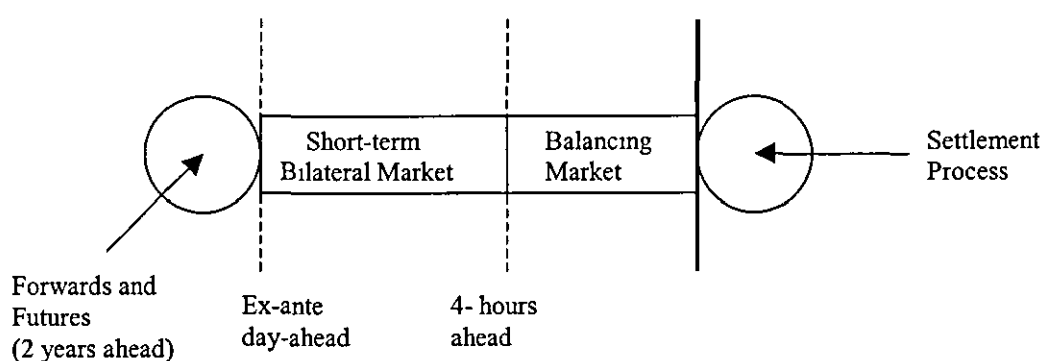 Short-term
Bilateral Market
Balancing
Market
Settlement
Process
Forwards and
Futures
(2 years ahead)
Ex-ante
day-ahead
4- hours
ahead